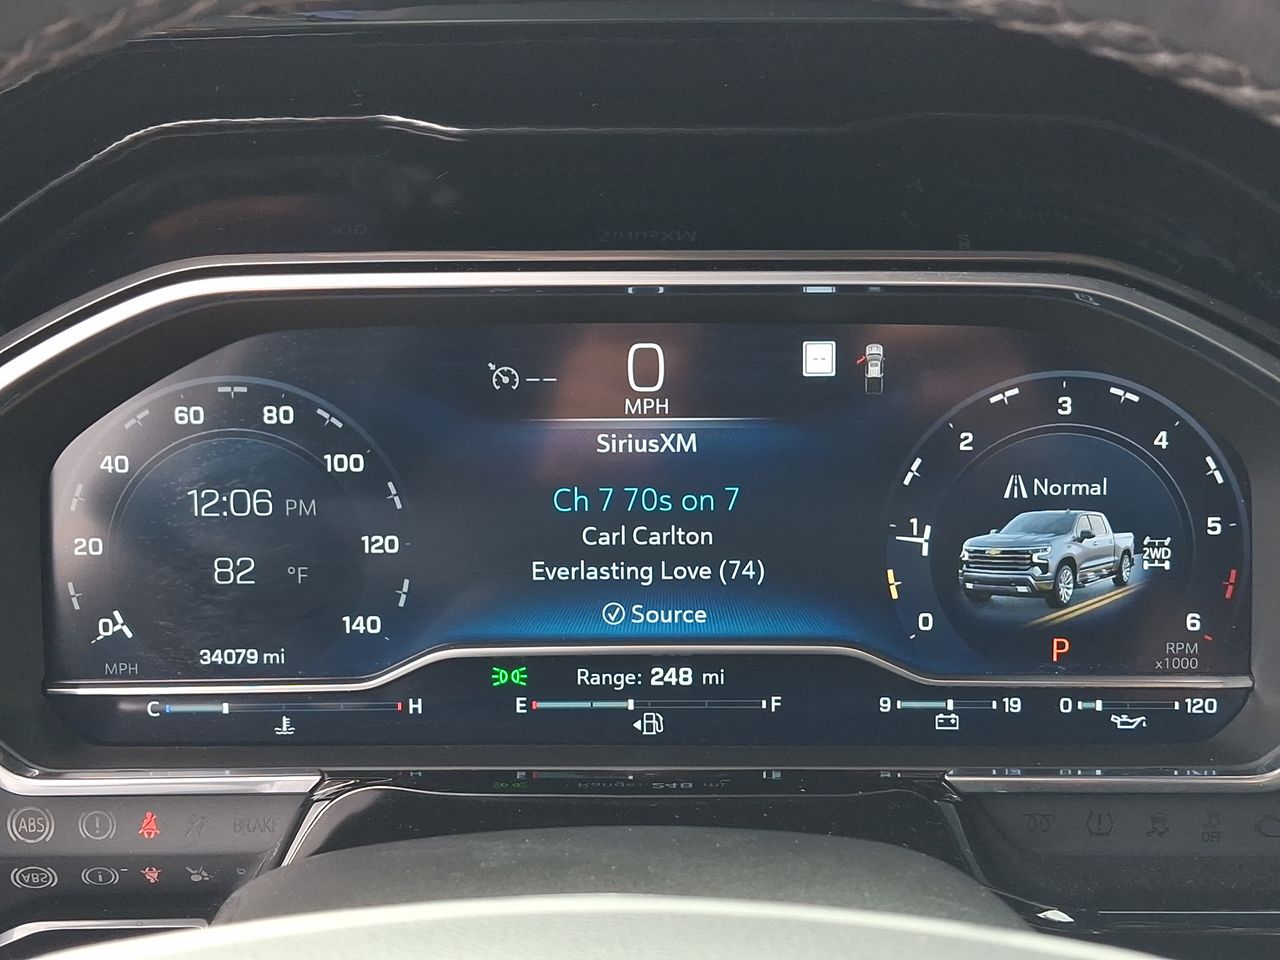 0
MPH
--
SiriusXM
Ch 7 70s on 7
Carl Carlton
Everlasting Love (74)
Source
0
20
40
60
80
100
120
140
MPH
12:06 PM
82 °F
34079 mi
0
1
2
3
4
5
6
RPM
x1000
Normal
2WD
P
Range: 248 mi
C H
E F
9 19
0 120
ABS
BRAKE
OFF